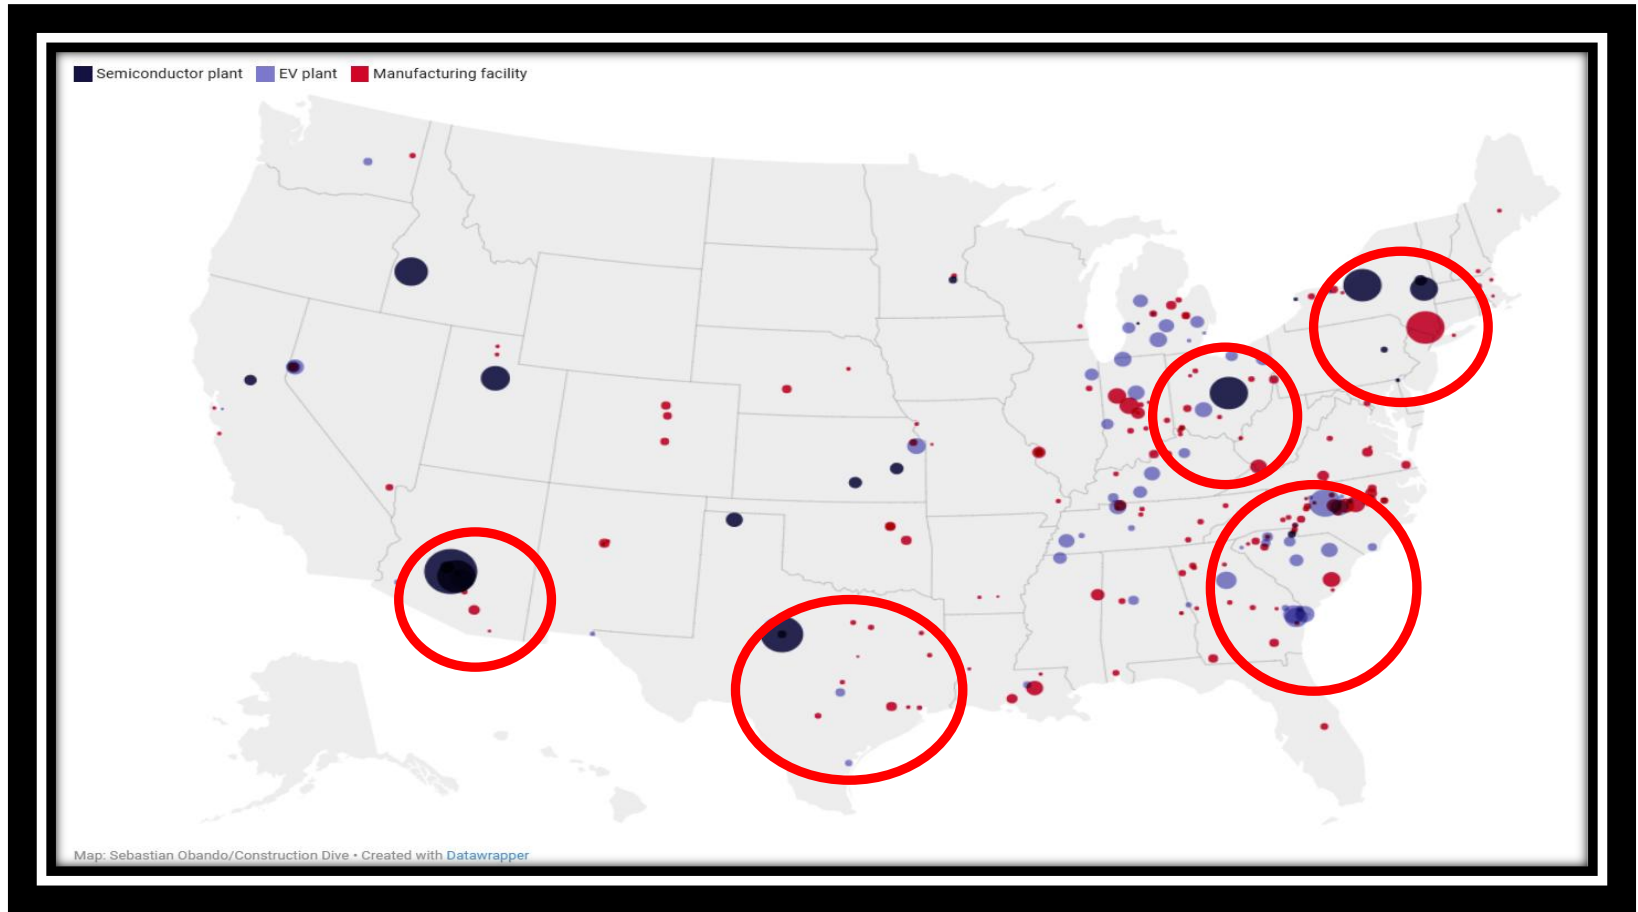 Semiconductor plant EV plant Manufacturing facility
Map: Sebastian Obando/Construction Dive • Created with Datawrapper